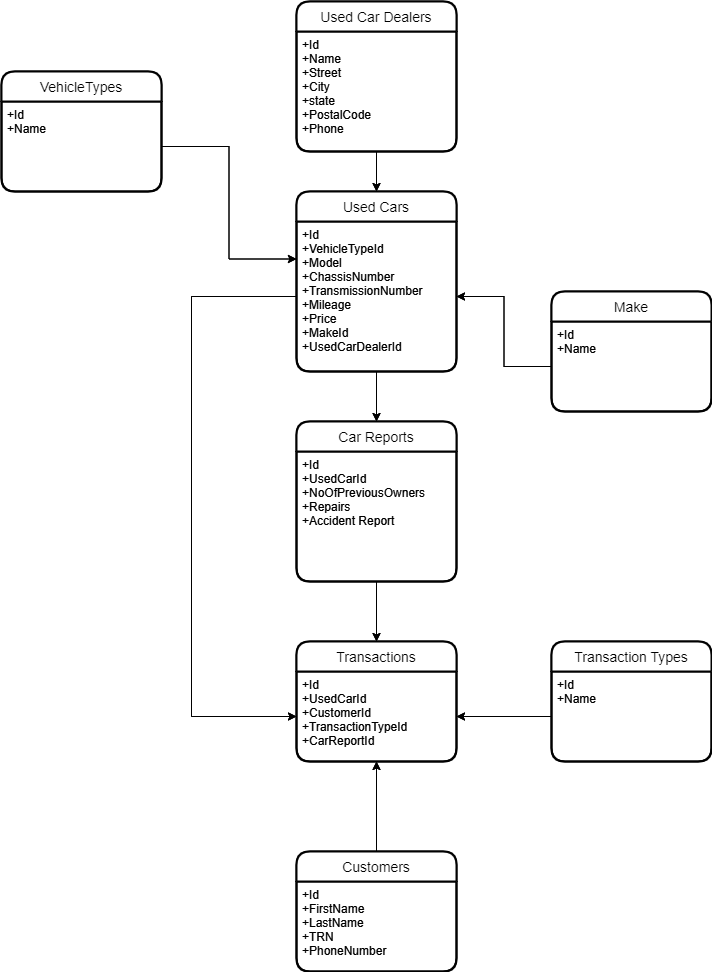 Used Car Dealers
+Id
+Name
+Street
+City
+state
+PostalCode
+Phone
VehicleTypes
+Id
+Name
Used Cars
+Id
+VehicleTypeId
+Model
+ChassisNumber
+TransmissionNumber
+Mileage
+Price
+MakeId
+UsedCarDealerId
Make
+Id
+Name
Car Reports
+Id
+UsedCarId
+NoOfPreviousOwners
+Repairs
+Accident Report
Transactions
+Id
+UsedCarId
+CustomerId
+TransactionTypeId
+CarReportId
Transaction Types
+Id
+Name
Customers
+Id
+FirstName
+LastName
+TRN
+PhoneNumber